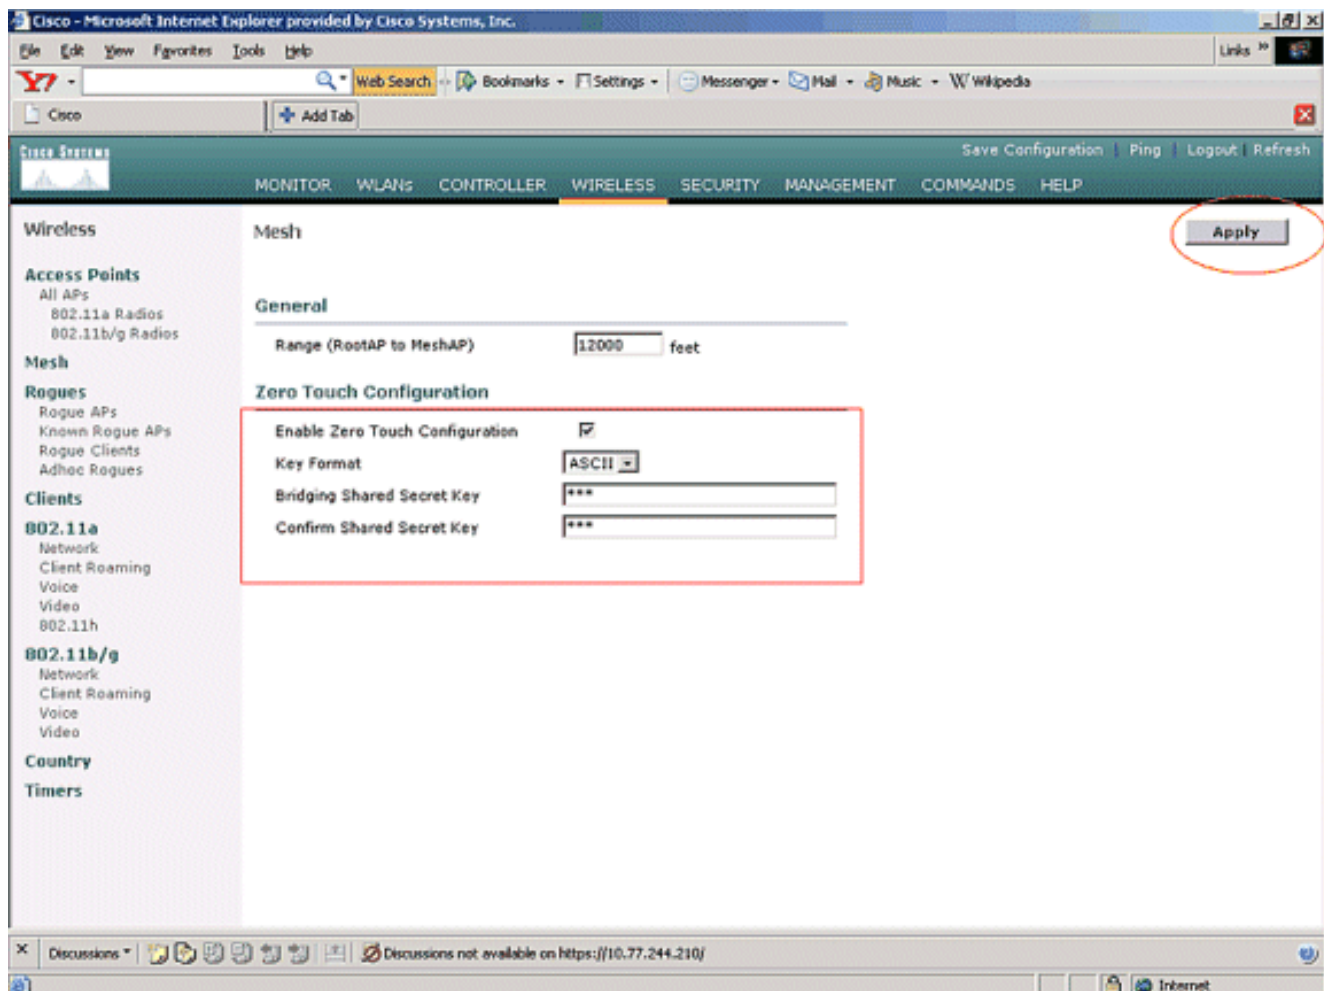 Cisco - Microsoft Internet Explorer provided by Cisco Systems, Inc.
File Edit View Favorites Tools Help Links »
Y7 - Web Search Bookmarks Settings Messenger Mail Music W Wikipedia
Cisco Add Tab
Cisco Systems
Save Configuration | Ping | Logout | Refresh
MONITOR WLANs CONTROLLER WIRELESS SECURITY MANAGEMENT COMMANDS HELP
Wireless
Access Points
All APs
802.11a Radios
802.11b/g Radios
Mesh
Rogues
Rogue APs
Known Rogue APs
Rogue Clients
Adhoc Rogues
Clients
802.11a
Network
Client Roaming
Voice
Video
802.11h
802.11b/g
Network
Client Roaming
Voice
Video
Country
Timers
Mesh
Apply
General
Range (RootAP to MeshAP) 12000 feet
Zero Touch Configuration
Enable Zero Touch Configuration
Key Format ASCII
Bridging Shared Secret Key ***
Confirm Shared Secret Key ***
× Discussions Discussions not available on https://10.77.244.210/
Internet